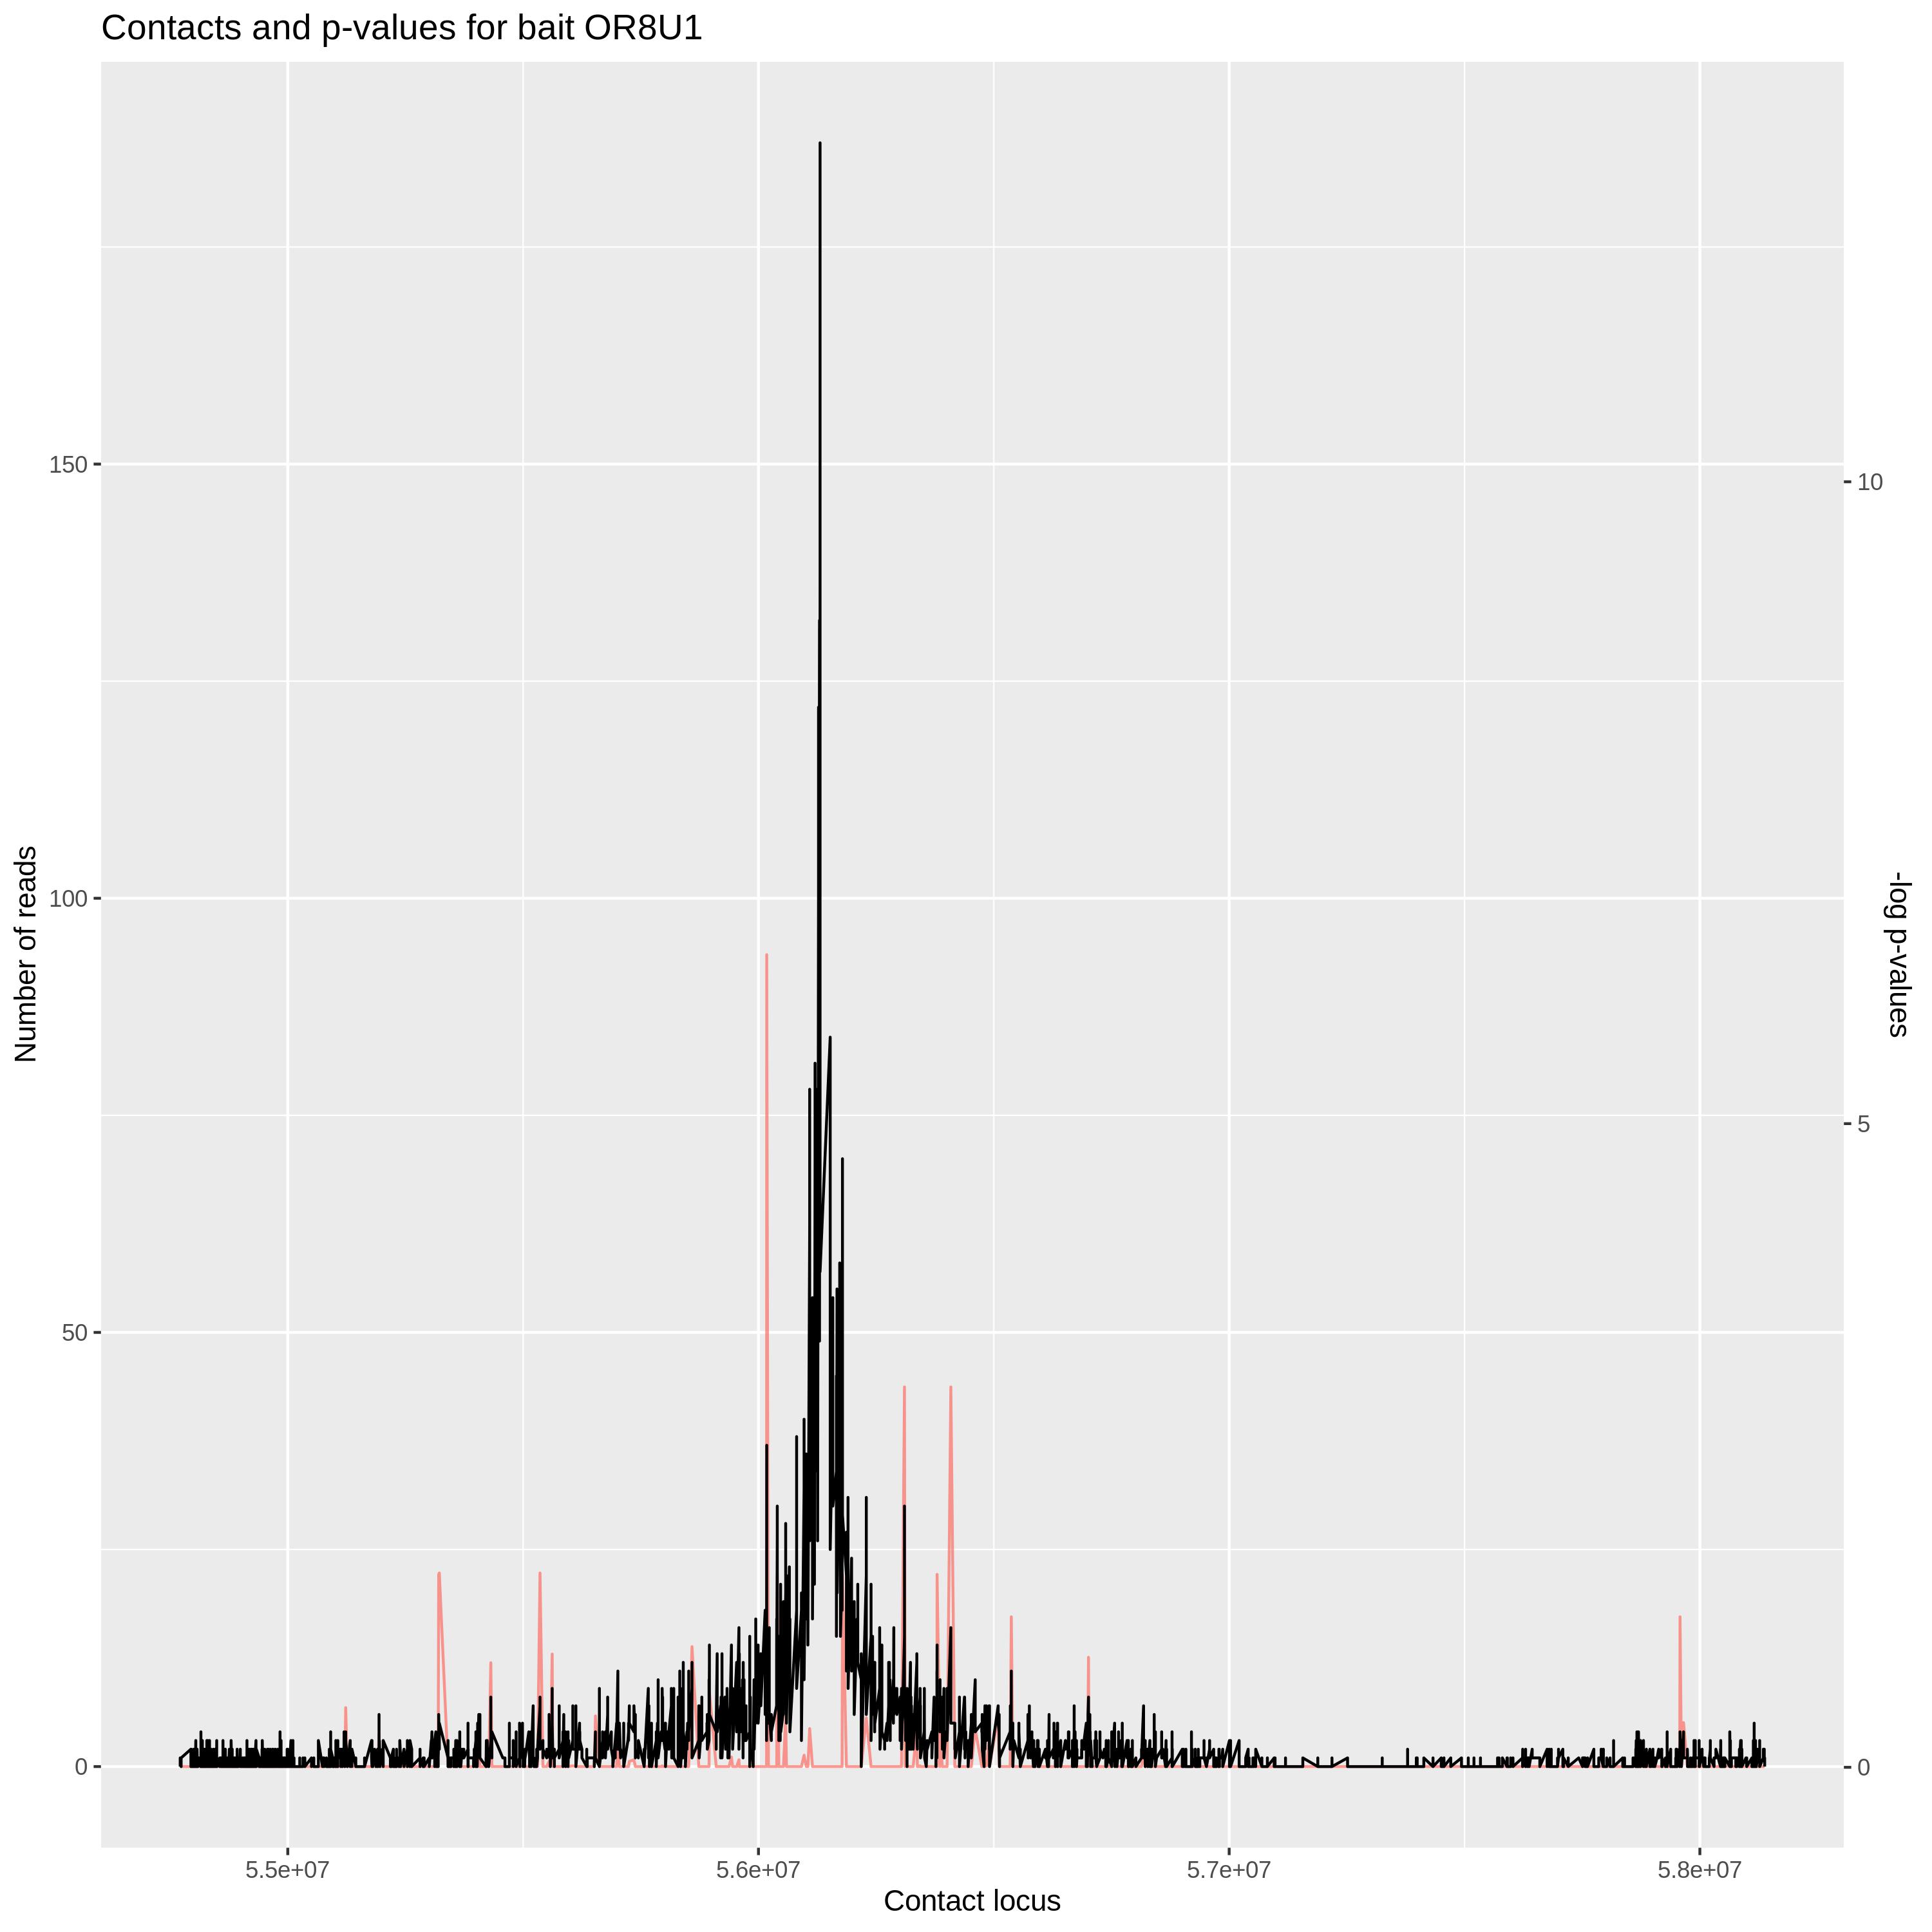 Contacts and p-values for bait OR8U1
150
100
50
0
Number of reads
10
5
0
-log p-values
5.5e+07
5.6e+07
5.7e+07
5.8e+07
Contact locus